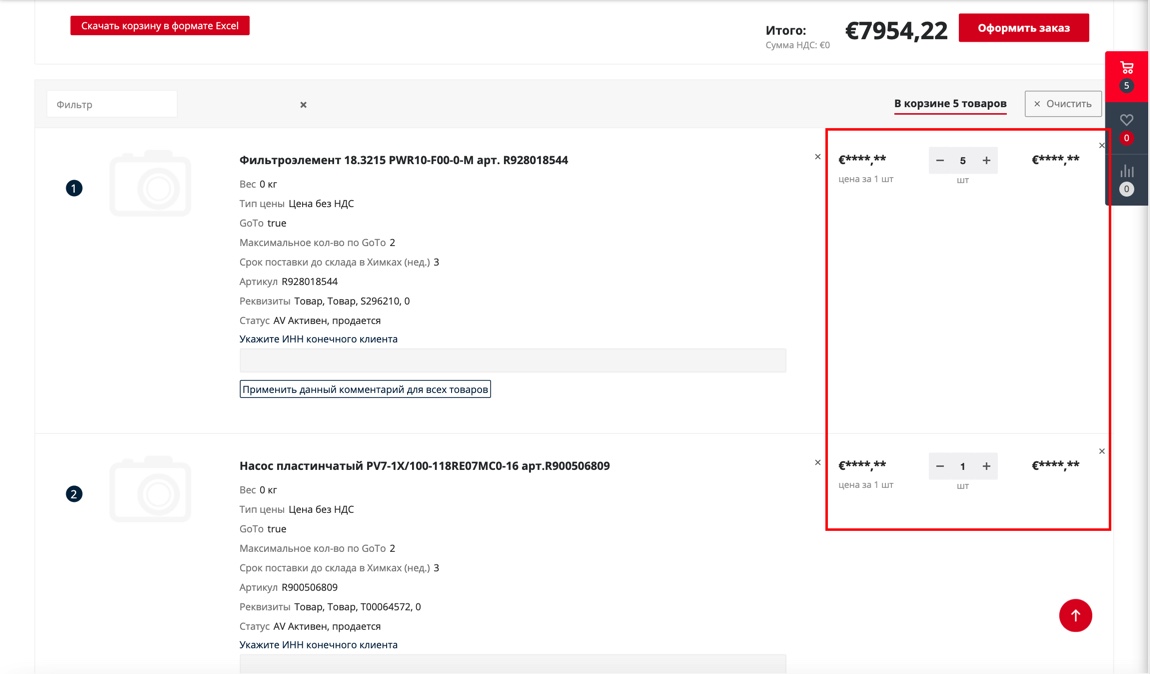 Скачать корзину в формате Excel
Итого:
Сумма НДС: €0
€7954,22
Оформить заказ
5
0
0
Фильтр
×
В корзине 5 товаров
× Очистить
1
Фильтроэлемент 18.3215 PWR10-F00-0-M арт. R928018544
×
€****,**
цена за 1 шт
− 5 +
шт
€****,**
×
Вес 0 кг
Тип цены Цена без НДС
GoTo true
Максимальное кол-во по GoTo 2
Срок поставки до склада в Химках (нед.) 3
Артикул R928018544
Реквизиты Товар, Товар, S296210, 0
Статус AV Активен, продается
Укажите ИНН конечного клиента
Применить данный комментарий для всех товаров
2
Насос пластинчатый PV7-1X/100-118RE07MC0-16 арт.R900506809
×
€****,**
цена за 1 шт
− 1 +
шт
€****,**
×
Вес 0 кг
Тип цены Цена без НДС
GoTo true
Максимальное кол-во по GoTo 2
Срок поставки до склада в Химках (нед.) 3
Артикул R900506809
Реквизиты Товар, Товар, T00064572, 0
Статус AV Активен, продается
Укажите ИНН конечного клиента